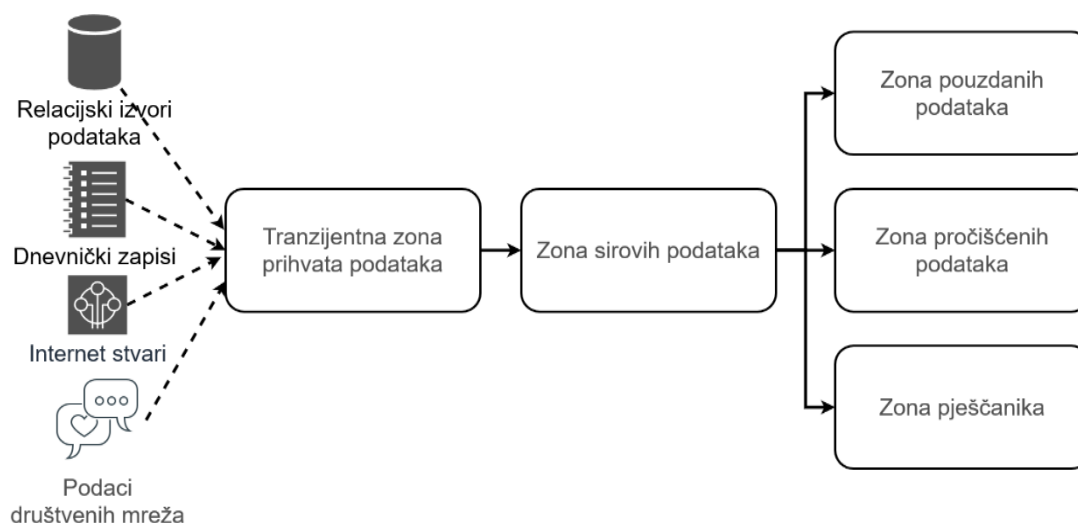 Relacijski izvori
podataka
Dnevnički zapisi
Internet stvari
Podaci
društvenih mreža
Tranzijentna zona
prihvata podataka
Zona sirovih podataka
Zona pouzdanih
podataka
Zona pročišćenih
podataka
Zona pješčanika